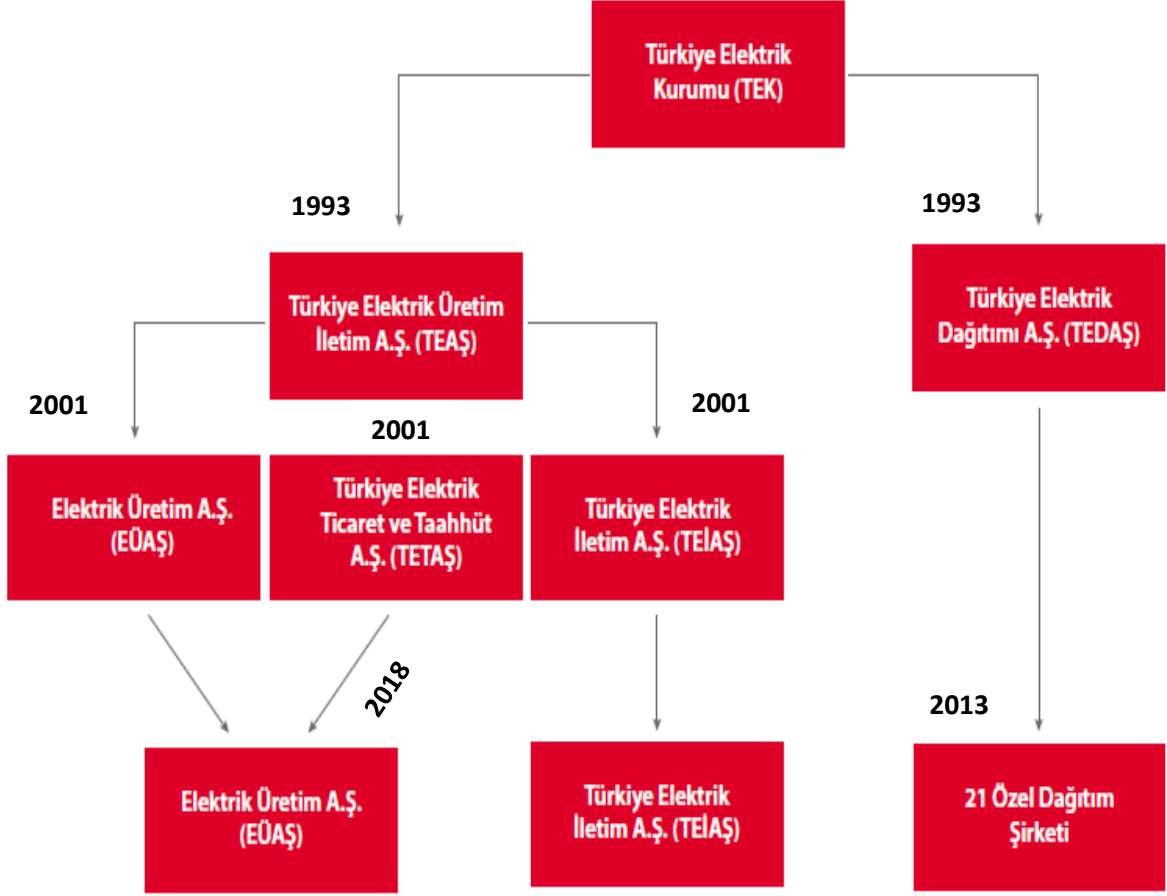 Türkiye Elektrik
Kurumu (TEK)
1993
1993
Türkiye Elektrik Üretim
İletim A.Ş. (TEAŞ)
Türkiye Elektrik
Dağıtımı A.Ş. (TEDAŞ)
2001
2001
2001
Elektrik Üretim A.Ş.
(EÜAŞ)
Türkiye Elektrik
Ticaret ve Taahhüt
A.Ş. (TETAŞ)
Türkiye Elektrik
İletim A.Ş. (TEİAŞ)
2018
2013
Elektrik Üretim A.Ş.
(EÜAŞ)
Türkiye Elektrik
İletim A.Ş. (TEİAŞ)
21 Özel Dağıtım
Şirketi